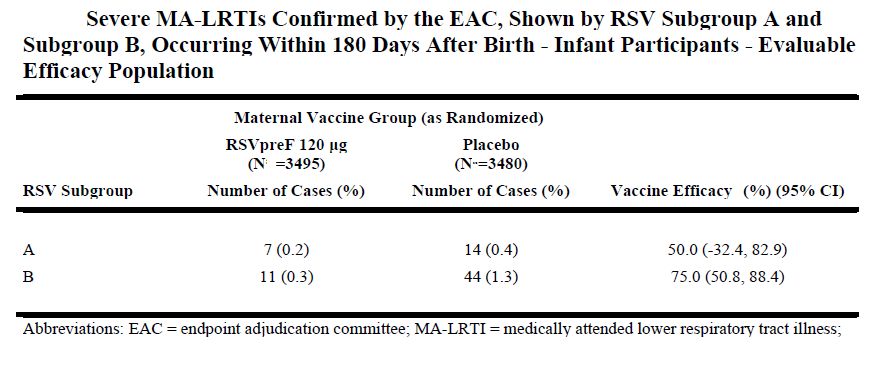 Severe MA-LRTIs Confirmed by the EAC, Shown by RSV Subgroup A and
Subgroup B, Occurring Within 180 Days After Birth - Infant Participants - Evaluable
Efficacy Population
Maternal Vaccine Group (as Randomized)
RSVpreF 120 µg Placebo
(N =3495) (N =3480)
RSV Subgroup Number of Cases (%) Number of Cases (%) Vaccine Efficacy (%) (95% CI)
A 7 (0.2) 14 (0.4) 50.0 (-32.4, 82.9)
B 11 (0.3) 44 (1.3) 75.0 (50.8, 88.4)
Abbreviations: EAC = endpoint adjudication committee; MA-LRTI = medically attended lower respiratory tract illness;